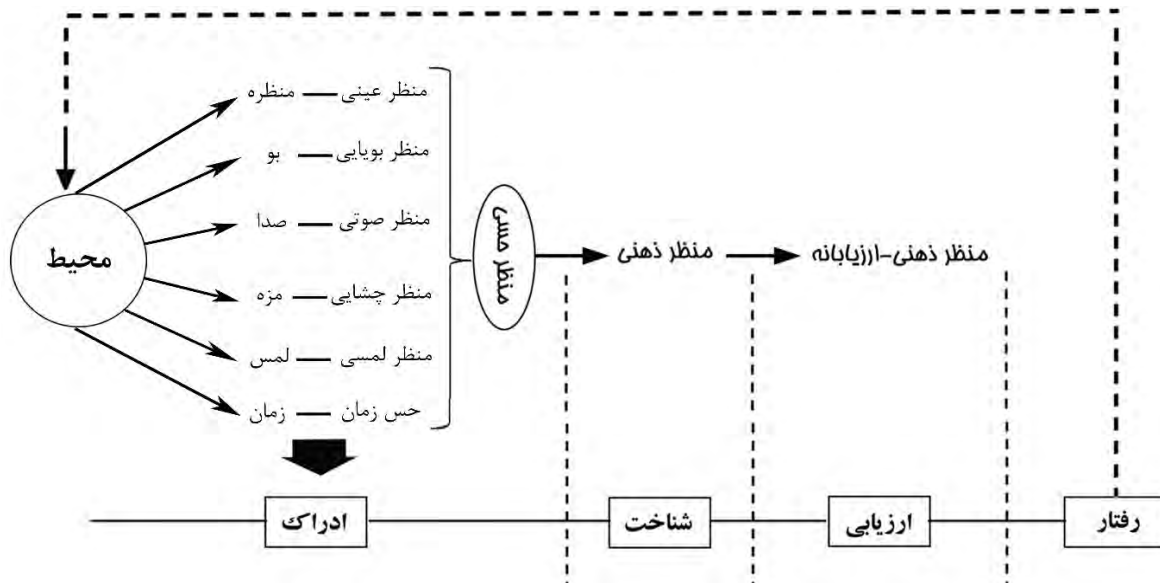 منظره — منظر عینی
بو — منظر بویایی
صدا — منظر صوتی
محیط
مزه — منظر چشایی
لمس — منظر لمسی
زمان — حس زمان
منظر حسی
منظر ذهنی
منظر ذهنی-ارزیابانه
ادراک
شناخت
ارزیابی
رفتار